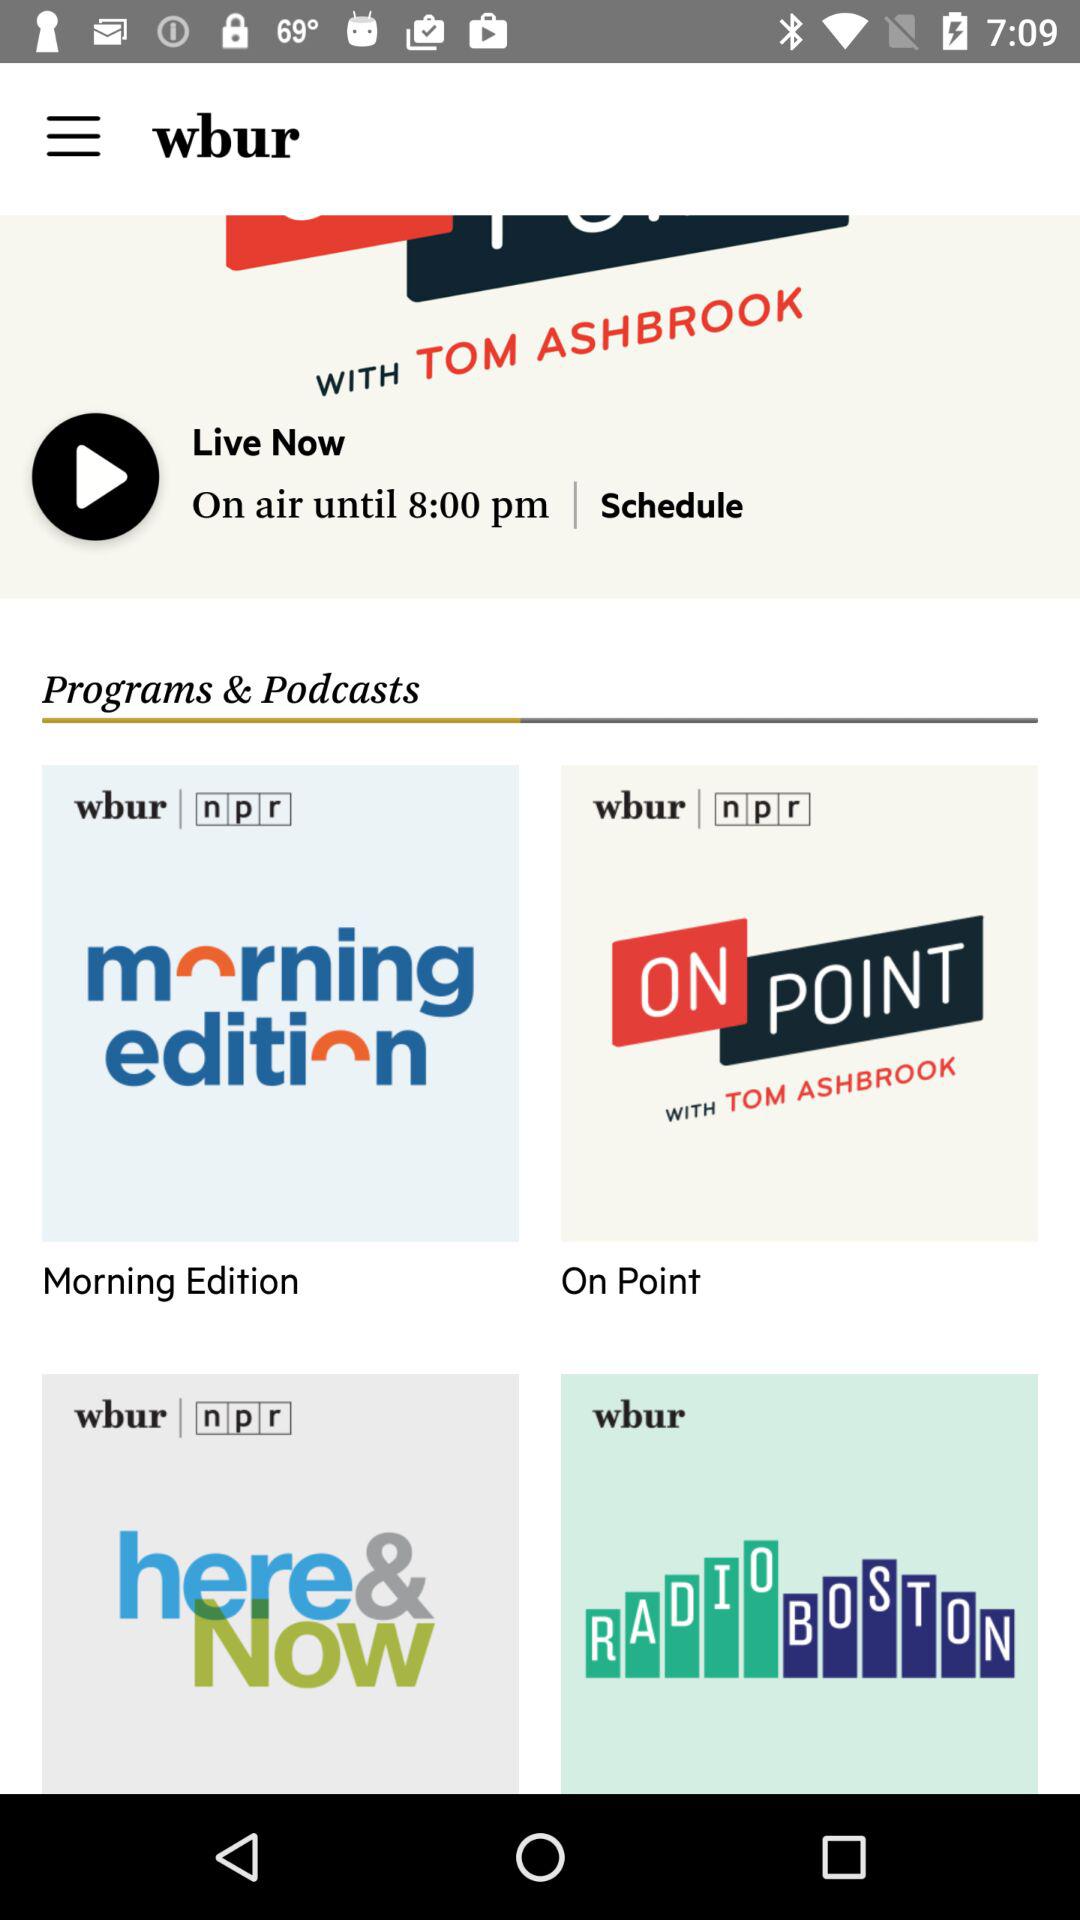 69° 7:09
wbur
WITH TOM ASHBROOK
Live Now
On air until 8:00 pm | Schedule
Programs & Podcasts
wbur | npr
morning
edition
Morning Edition
wbur | npr
ON POINT
WITH TOM ASHBROOK
On Point
wbur | npr
here&
Now
wbur
RADIO BOSTON